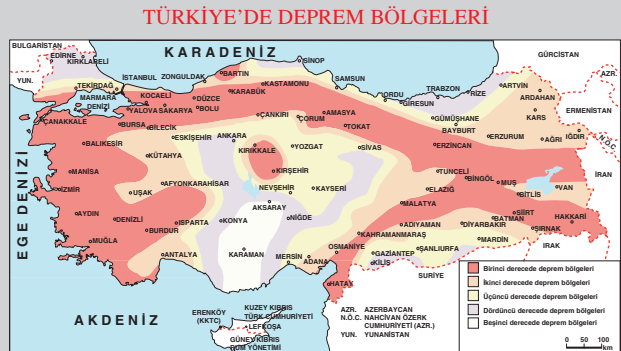 TÜRKİYE'DE DEPREM BÖLGELERİ
BULGARİSTAN
EDİRNE
KIRKLARELİ
YUN.
TEKİRDAĞ
İSTANBUL
MARMARA
DENİZİ
KARADENİZ
ZONGULDAK
BARTIN
KASTAMONU
SİNOP
SAMSUN
ORDU
GİRESUN
TRABZON
RİZE
ARTVİN
ARDAHAN
GÜRCİSTAN
AZR.
ERMENİSTAN
KARS
KOCAELİ
YALOVA
SAKARYA
DÜZCE
BOLU
KARABÜK
ÇANKIRI
ÇORUM
AMASYA
TOKAT
GÜMÜŞHANE
BAYBURT
ERZURUM
AĞRI
IĞDIR
N.Ö.C.
ÇANAKKALE
BURSA
BİLECİK
BALIKESİR
ESKİŞEHİR
ANKARA
KIRIKKALE
YOZGAT
SİVAS
ERZİNCAN
KÜTAHYA
MANİSA
İZMİR
UŞAK
AFYONKARAHİSAR
KIRŞEHİR
NEVŞEHİR
KAYSERİ
TUNCELİ
BİNGÖL
MUŞ
ELAZIĞ
VAN
BİTLİS
İRAN
EGE DENİZİ
AYDIN
DENİZLİ
MUĞLA
BURDUR
ISPARTA
ANTALYA
KONYA
AKSARAY
NİĞDE
KARAMAN
MERSİN
ADANA
MALATYA
ADIYAMAN
KAHRAMANMARAŞ
OSMANİYE
GAZİANTEP
KİLİS
ŞANLIURFA
DİYARBAKIR
BATMAN
SİİRT
MARDİN
ŞIRNAK
HAKKARİ
IRAK
SURİYE
HATAY
AKDENİZ
ERENKÖY
(KKTC)
KUZEY KIBRIS
TÜRK CUMHURİYETİ
LEFKOŞA
GÜNEY KIBRIS
RUM YÖNETİMİ
AZR. AZERBAYCAN
N.Ö.C. NAHCİVAN ÖZERK
CUMHURİYETİ (AZR.)
YUN. YUNANİSTAN
Birinci derecede deprem bölgeleri
İkinci derecede deprem bölgeleri
Üçüncü derecede deprem bölgeleri
Dördüncü derecede deprem bölgeleri
Beşinci derecede deprem bölgeleri
0 50 100
km